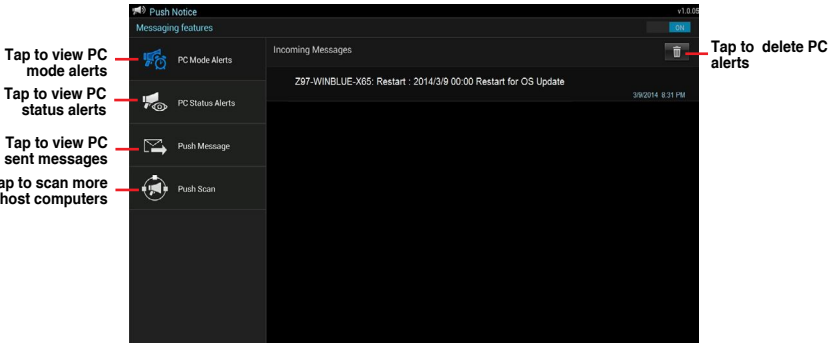 Push Notice
v1.0.05
Messaging features
ON
Tap to view PC
mode alerts
PC Mode Alerts
Incoming Messages
Tap to delete PC
alerts
Z97-WINBLUE-X65: Restart : 2014/3/9 00:00 Restart for OS Update
3/9/2014 8:31 PM
Tap to view PC
status alerts
PC Status Alerts
Tap to view PC
sent messages
Push Message
ap to scan more
host computers
Push Scan